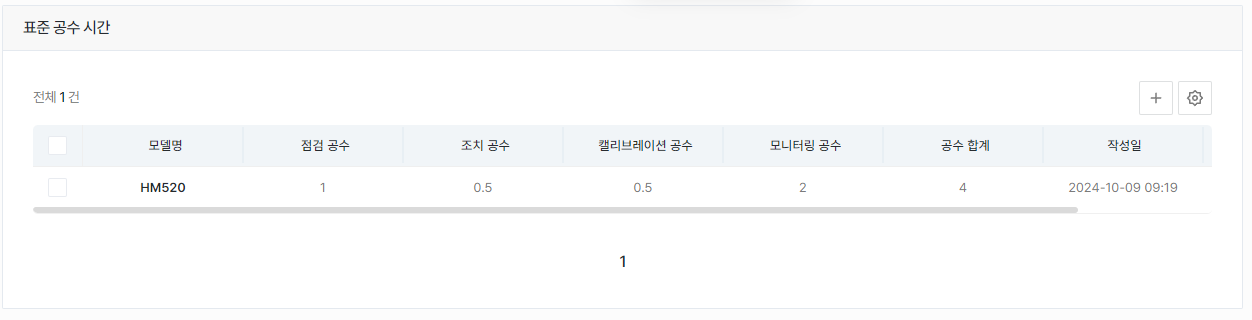 표준 공수 시간
전체 1 건
모델명 점검 공수 조치 공수 캘리브레이션 공수 모니터링 공수 공수 합계 작성일
HM520 1 0.5 0.5 2 4 2024-10-09 09:19
1